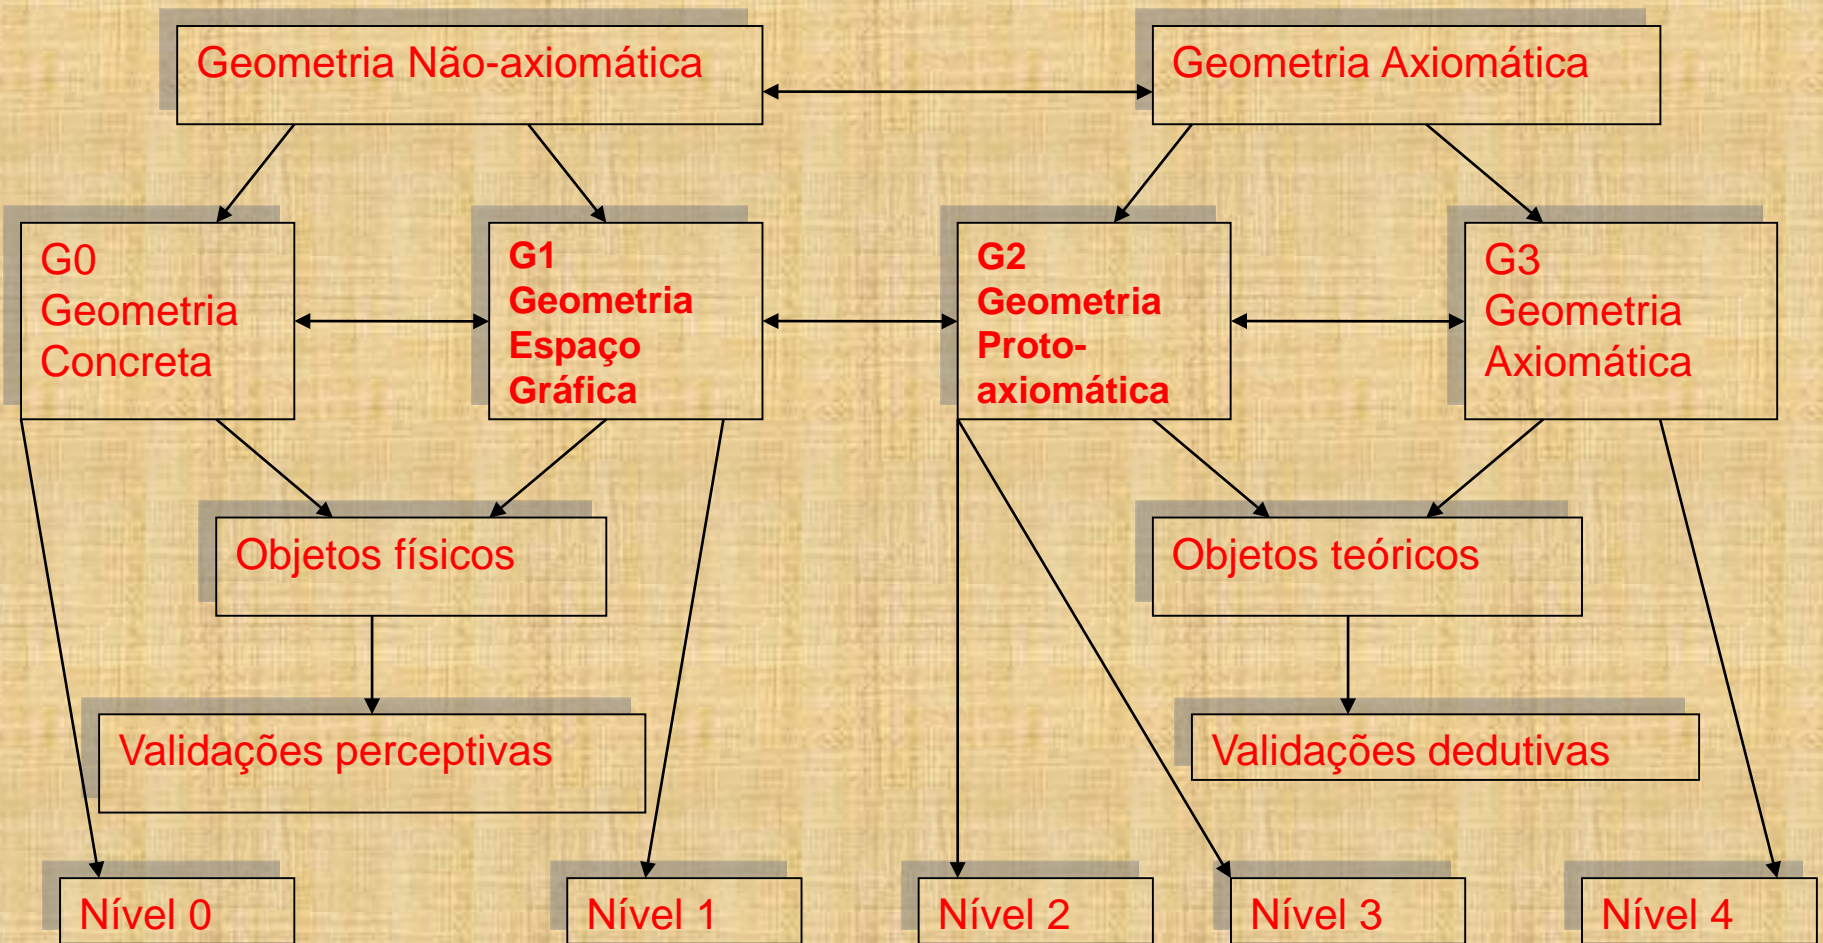 Geometria Não-axiomática
Geometria Axiomática
G0
Geometria
Concreta
G1
Geometria
Espaço
Gráfica
G2
Geometria
Proto-
axiomática
G3
Geometria
Axiomática
Objetos físicos
Objetos teóricos
Validações perceptivas
Validações dedutivas
Nível 0
Nível 1
Nível 2
Nível 3
Nível 4